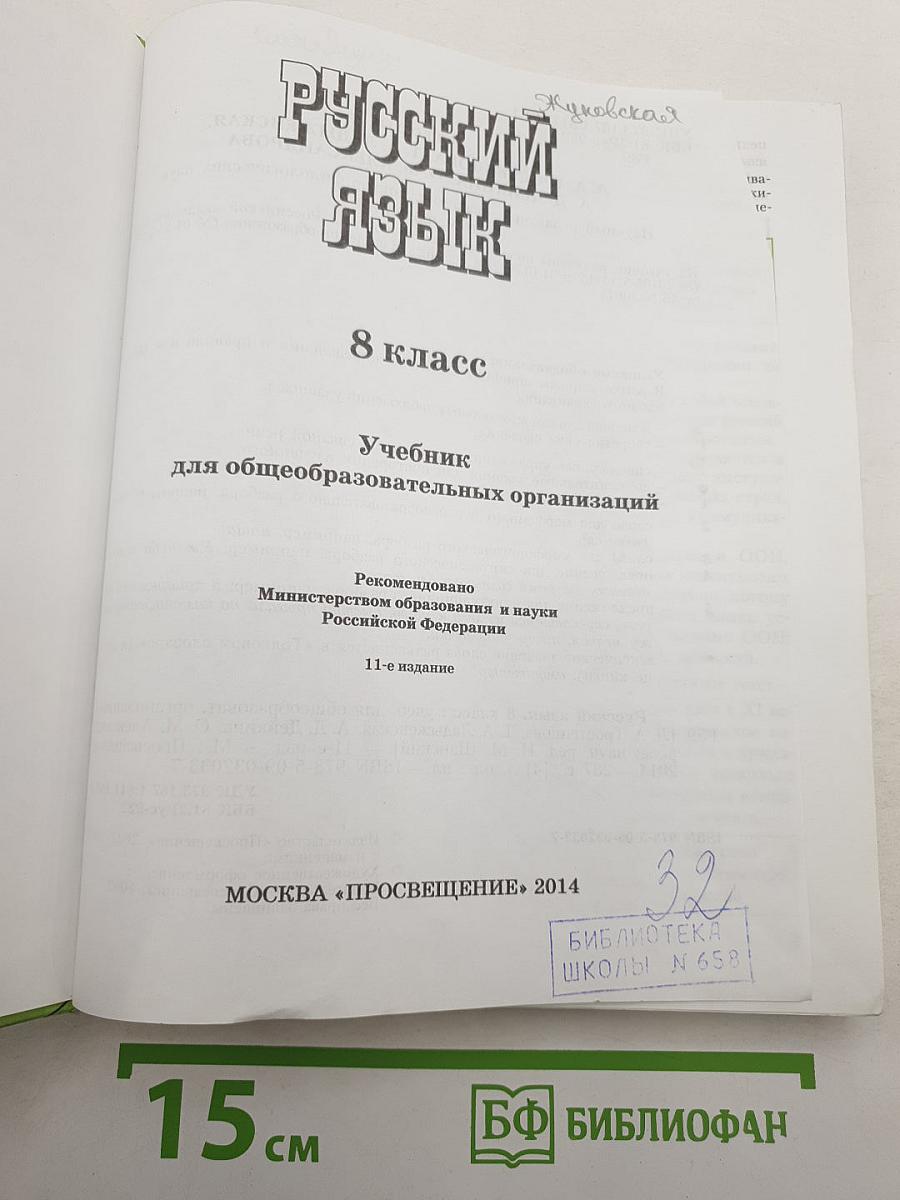 Жуковская
РУССКИЙ
ЯЗЫК
8 класс
Учебник
для общеобразовательных организаций
Рекомендовано
Министерством образования и науки
Российской Федерации
11-е издание
МОСКВА «ПРОСВЕЩЕНИЕ» 2014
32
БИБЛИОТЕКА
ШКОЛЫ N 658
15 см
БФ БИБЛИОФАН